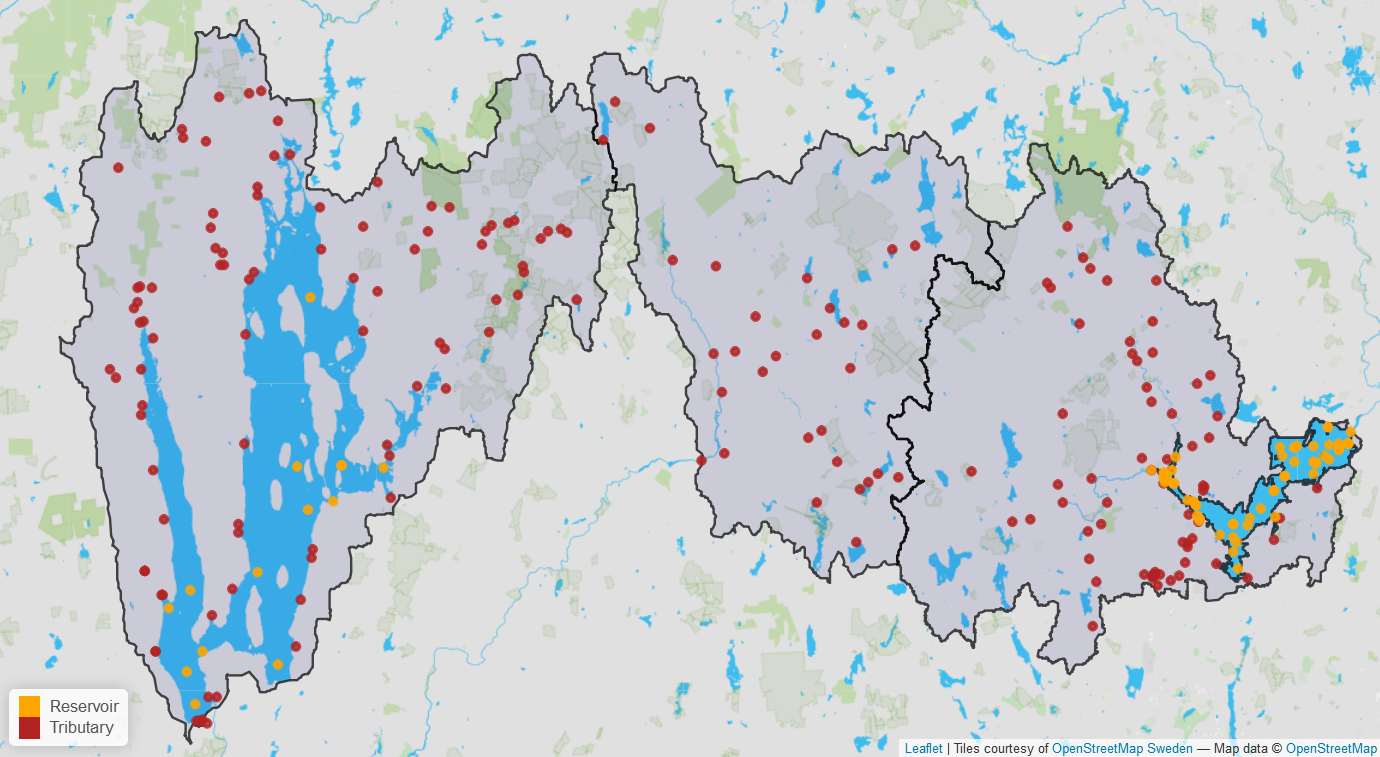 Reservoir
Tributary
Leaflet | Tiles courtesy of OpenStreetMap Sweden — Map data © OpenStreetMap